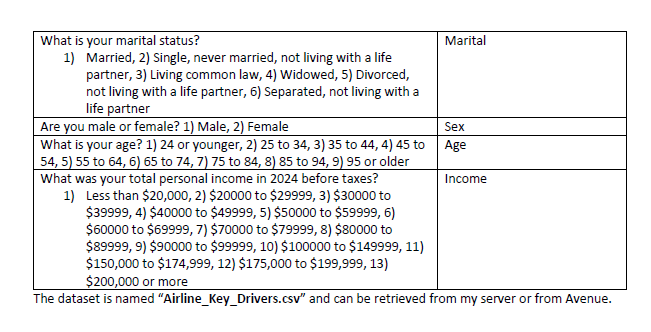 What is your marital status? Marital
1) Married, 2) Single, never married, not living with a life
partner, 3) Living common law, 4) Widowed, 5) Divorced,
not living with a life partner, 6) Separated, not living with a
life partner
Are you male or female? 1) Male, 2) Female Sex
What is your age? 1) 24 or younger, 2) 25 to 34, 3) 35 to 44, 4) 45 to Age
54, 5) 55 to 64, 6) 65 to 74, 7) 75 to 84, 8) 85 to 94, 9) 95 or older
What was your total personal income in 2024 before taxes? Income
1) Less than $20,000, 2) $20000 to $29999, 3) $30000 to
$39999, 4) $40000 to $49999, 5) $50000 to $59999, 6)
$60000 to $69999, 7) $70000 to $79999, 8) $80000 to
$89999, 9) $90000 to $99999, 10) $100000 to $149999, 11)
$150,000 to $174,999, 12) $175,000 to $199,999, 13)
$200,000 or more
The dataset is named “Airline_Key_Drivers.csv” and can be retrieved from my server or from Avenue.